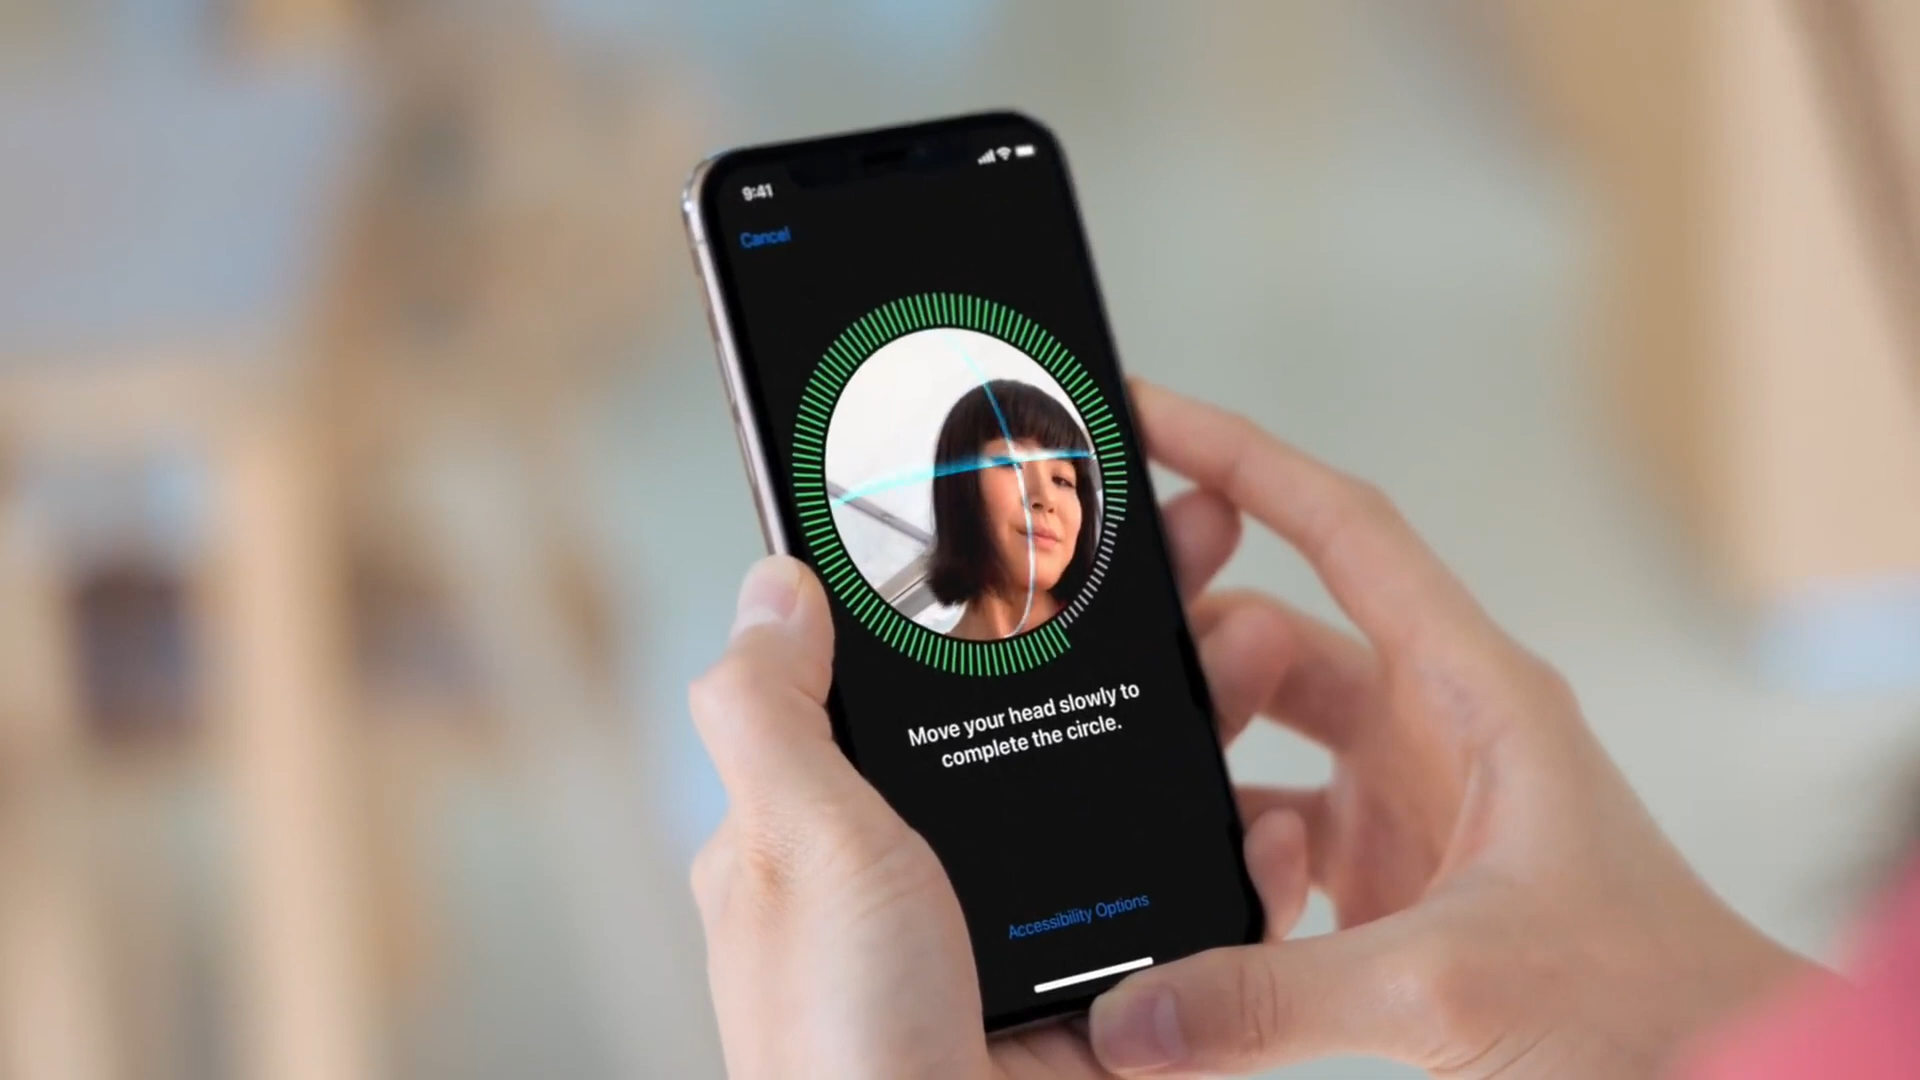 9:41
Cancel
Move your head slowly to
complete the circle.
Accessibility Options